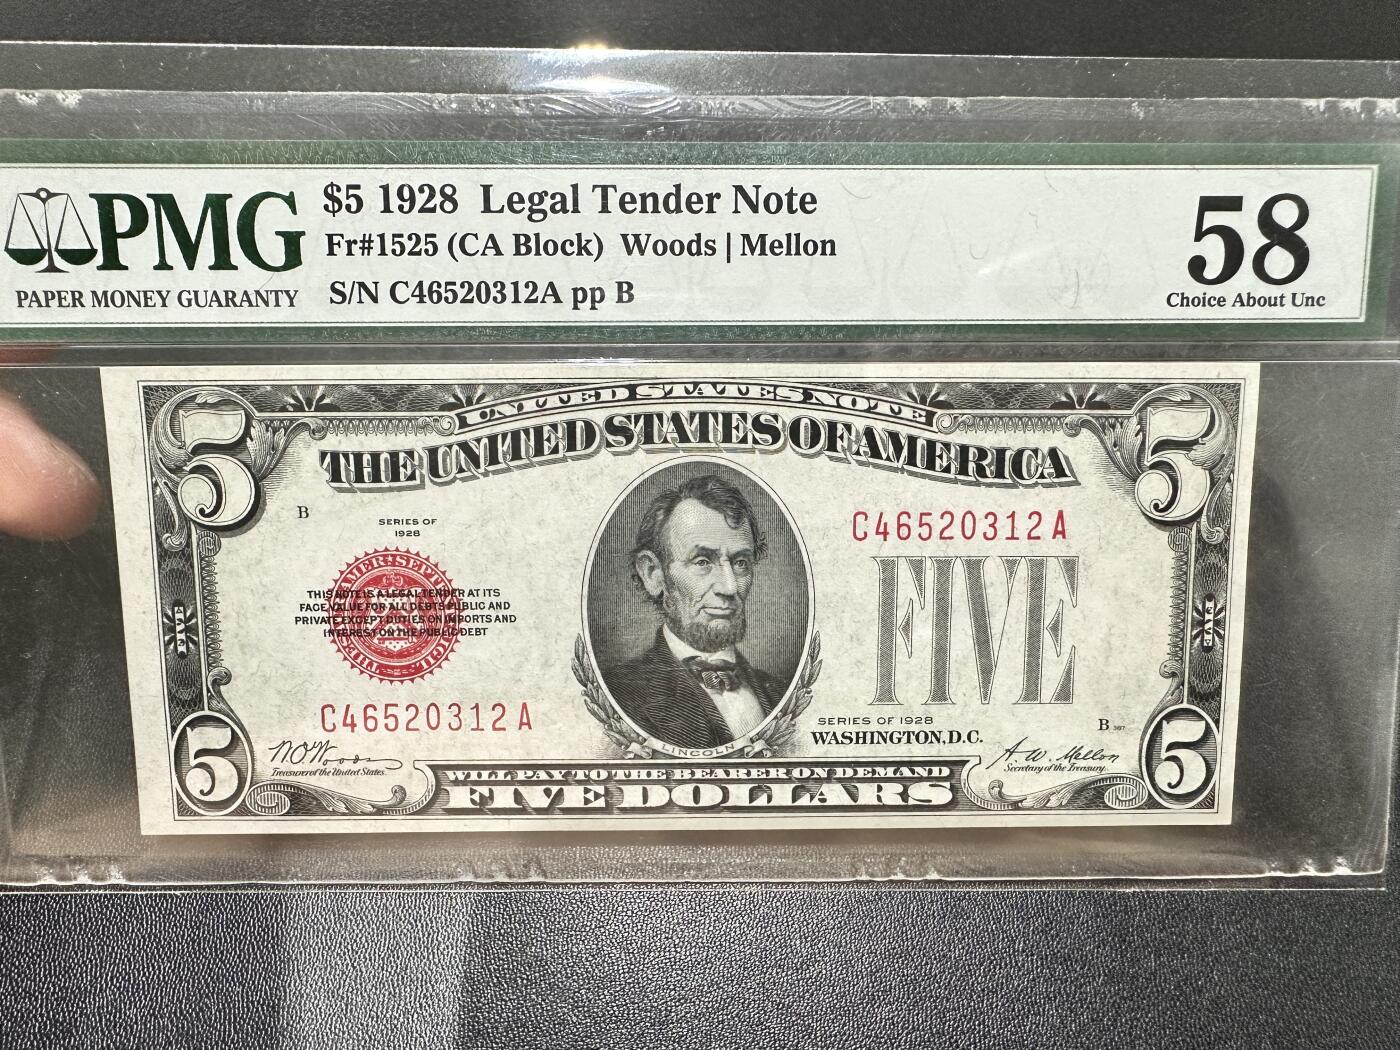 PMG
PAPER MONEY GUARANTY
$5 1928 Legal Tender Note
Fr#1525 (CA Block) Woods | Mellon
S/N C46520312A pp B
58
Choice About Unc
UNITED STATES NOTE
THE UNITED STATES OF AMERICA
5
5
B
SERIES OF
1928
C46520312A
THIS NOTE IS A LEGAL TENDER AT ITS
FACE VALUE FOR ALL DEBTS PUBLIC AND
PRIVATE EXCEPT DUTIES ON IMPORTS AND
INTEREST ON THE PUBLIC DEBT
FIVE
FIVE
FIVE
C46520312A
SERIES OF 1928
WASHINGTON, D.C.
B
LINCOLN
W.O. Woods
Treasurer of the United States.
A. W. Mellon
Secretary of the Treasury.
5
5
WILL PAY TO THE BEARER ON DEMAND
FIVE DOLLARS